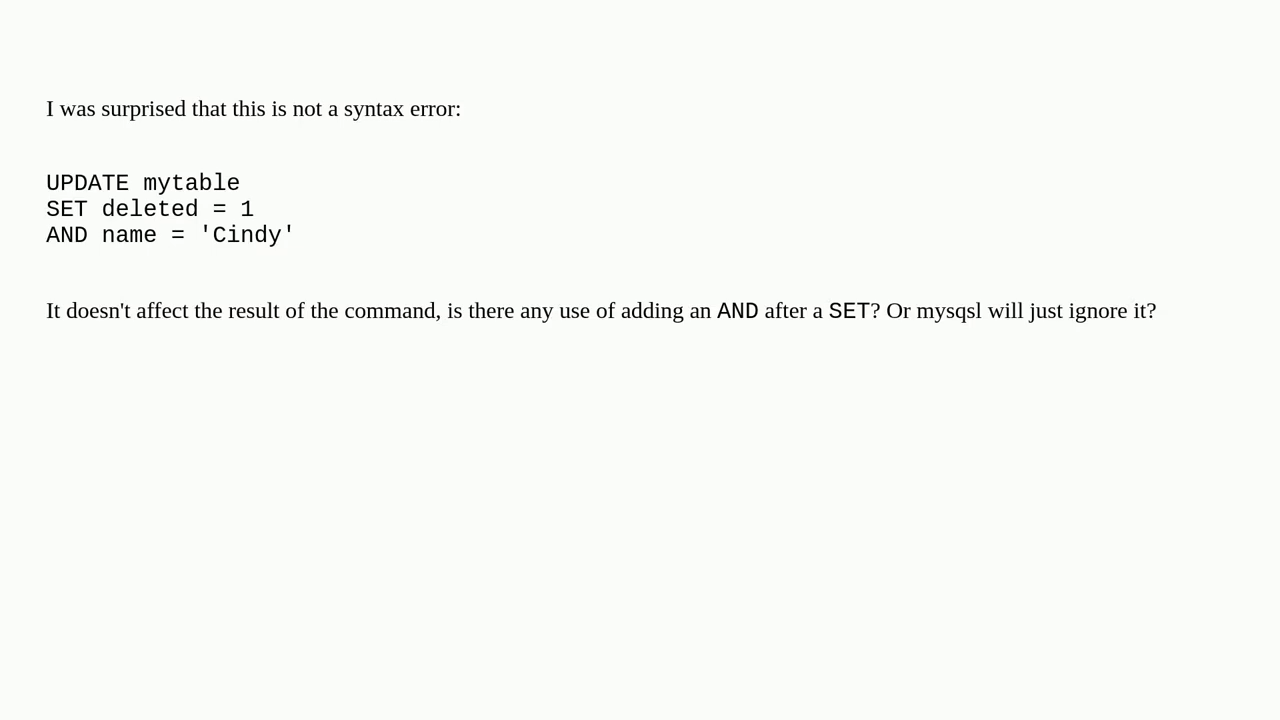 I was surprised that this is not a syntax error:
UPDATE mytable
SET deleted = 1
AND name = 'Cindy'
It doesn't affect the result of the command, is there any use of adding an AND after a SET? Or mysqsl will just ignore it?